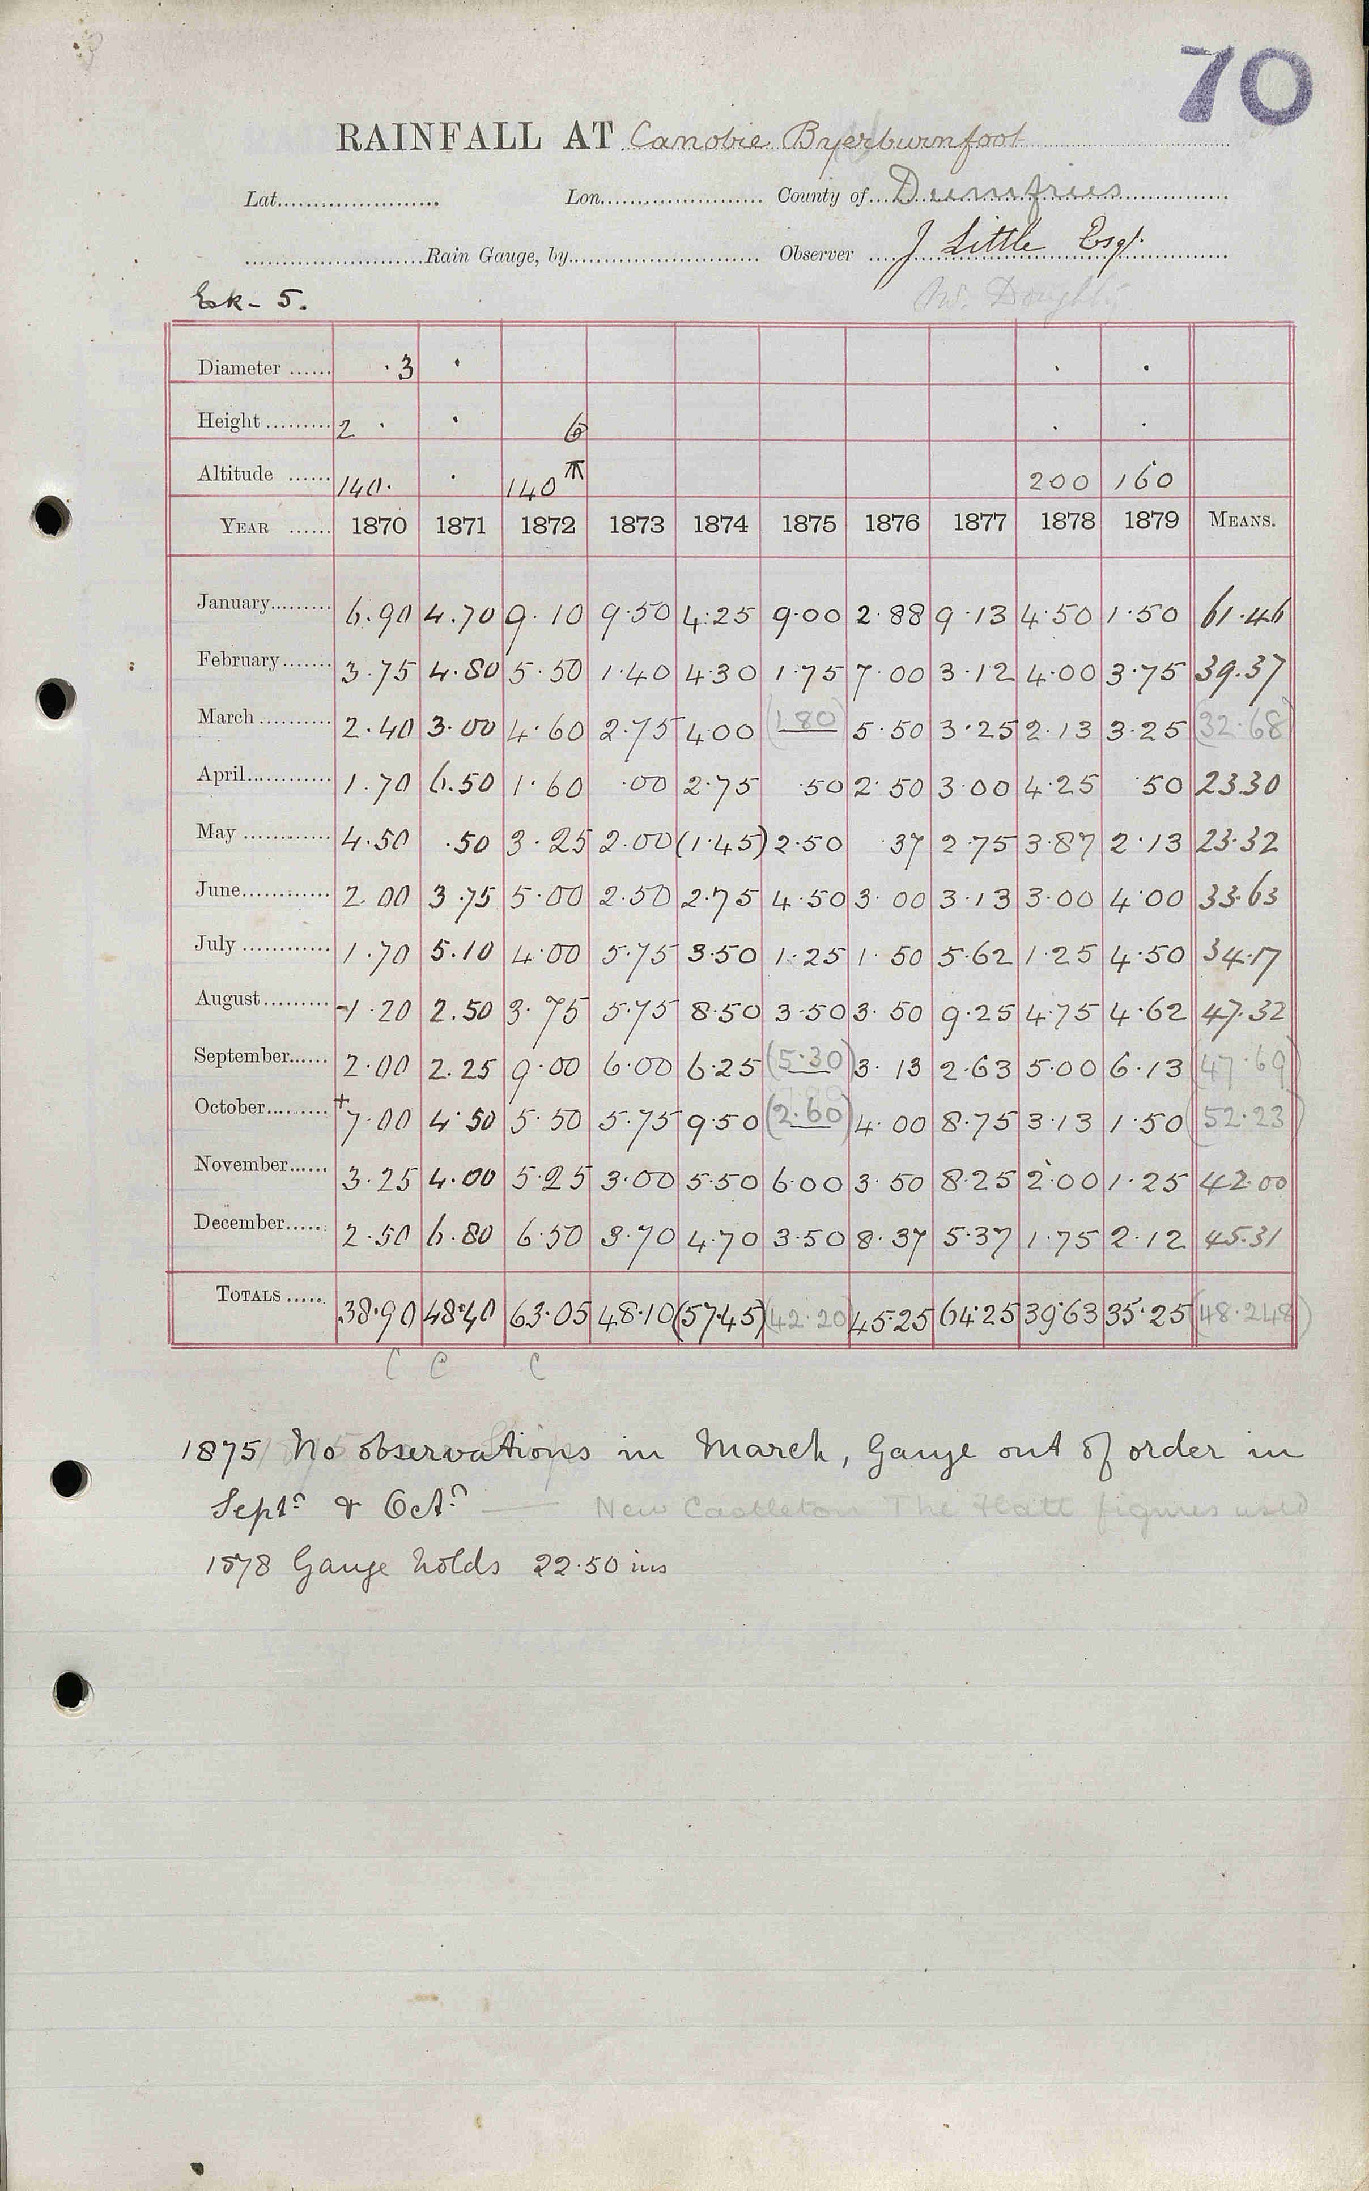 70
RAINFALL AT Canobie Byerburnfoot
Lat. Lon. County of Dumfries
Rain Gauge, by Observer J Little Esqr.
Esk - 5. W. Doughty
Diameter ...... ·3 · · ·
Height ......... 2 · · 6 · ·
Altitude ...... 140. · 140 200 160
YEAR ...... 1870 1871 1872 1873 1874 1875 1876 1877 1878 1879 MEANS.
January......... 6.90 4.70 9.10 9.50 4.25 9.00 2.88 9.13 4.50 1.50 61.46
February....... 3.75 4.80 5.50 1.40 4.30 1.75 7.00 3.12 4.00 3.75 39.37
March .......... 2.40 3.00 4.60 2.75 4.00 (1.80) 5.50 3.25 2.13 3.25 (32.68)
April............ 1.70 6.50 1.60 .00 2.75 .50 2.50 3.00 4.25 50 23.30
May ............. 4.50 .50 3.25 2.00 (1.45) 2.50 37 2.75 3.87 2.13 23.32
June............. 2.00 3.75 5.00 2.50 2.75 4.50 3.00 3.13 3.00 4.00 33.63
July ............. 1.70 5.10 4.00 5.75 3.50 1.25 1.50 5.62 1.25 4.50 34.17
August.......... -1.20 2.50 3.75 5.75 8.50 3.50 3.50 9.25 4.75 4.62 47.32
September...... 2.00 2.25 9.00 6.00 6.25 (5.30) 3.13 2.63 5.00 6.13 (47.69)
October......... +7.00 4.50 5.50 5.75 9.50 (2.60) 4.00 8.75 3.13 1.50 (52.23)
November...... 3.25 4.00 5.25 3.00 5.50 6.00 3.50 8.25 2.00 1.25 42.00
December...... 2.50 6.80 6.50 3.70 4.70 3.50 8.37 5.37 1.75 2.12 45.31
TOTALS ...... 38.90 48.40 63.05 48.10 (57.45) (42.20) 45.25 64.25 39.63 35.25 (48.248)
C C C
1875 No observations in March, Gauge out of order in
Sept. & Oct. — New Castleton The Flatt figures used
1878 Gauge holds 22.50 ins